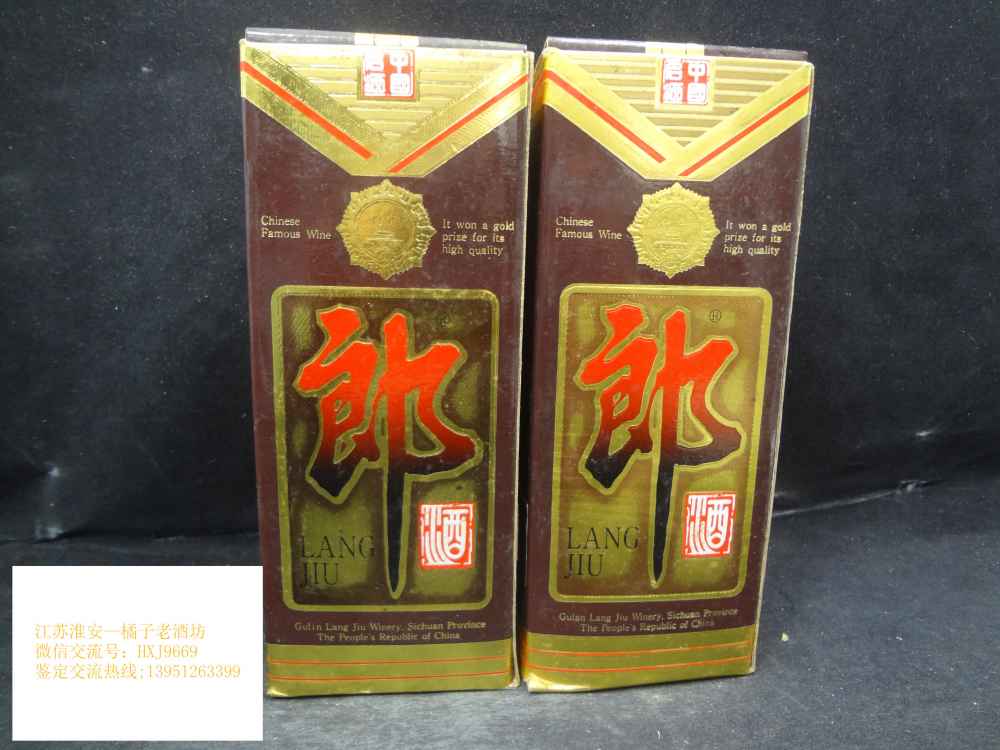 中國
名酒
Chinese
Famous Wine
It won a gold
prize for its
high quality
郎
®
酒
LANG
JIU
Gulin Lang Jiu Winery, Sichuan Province
The People's Republic of China
中國
名酒
Chinese
Famous Wine
It won a gold
prize for its
high quality
郎
®
酒
LANG
JIU
Gulin Lang Jiu Winery, Sichuan Province
The People's Republic of China
江苏淮安—橘子老酒坊
微信交流号：HXJ9669
鉴定交流热线;13951263399